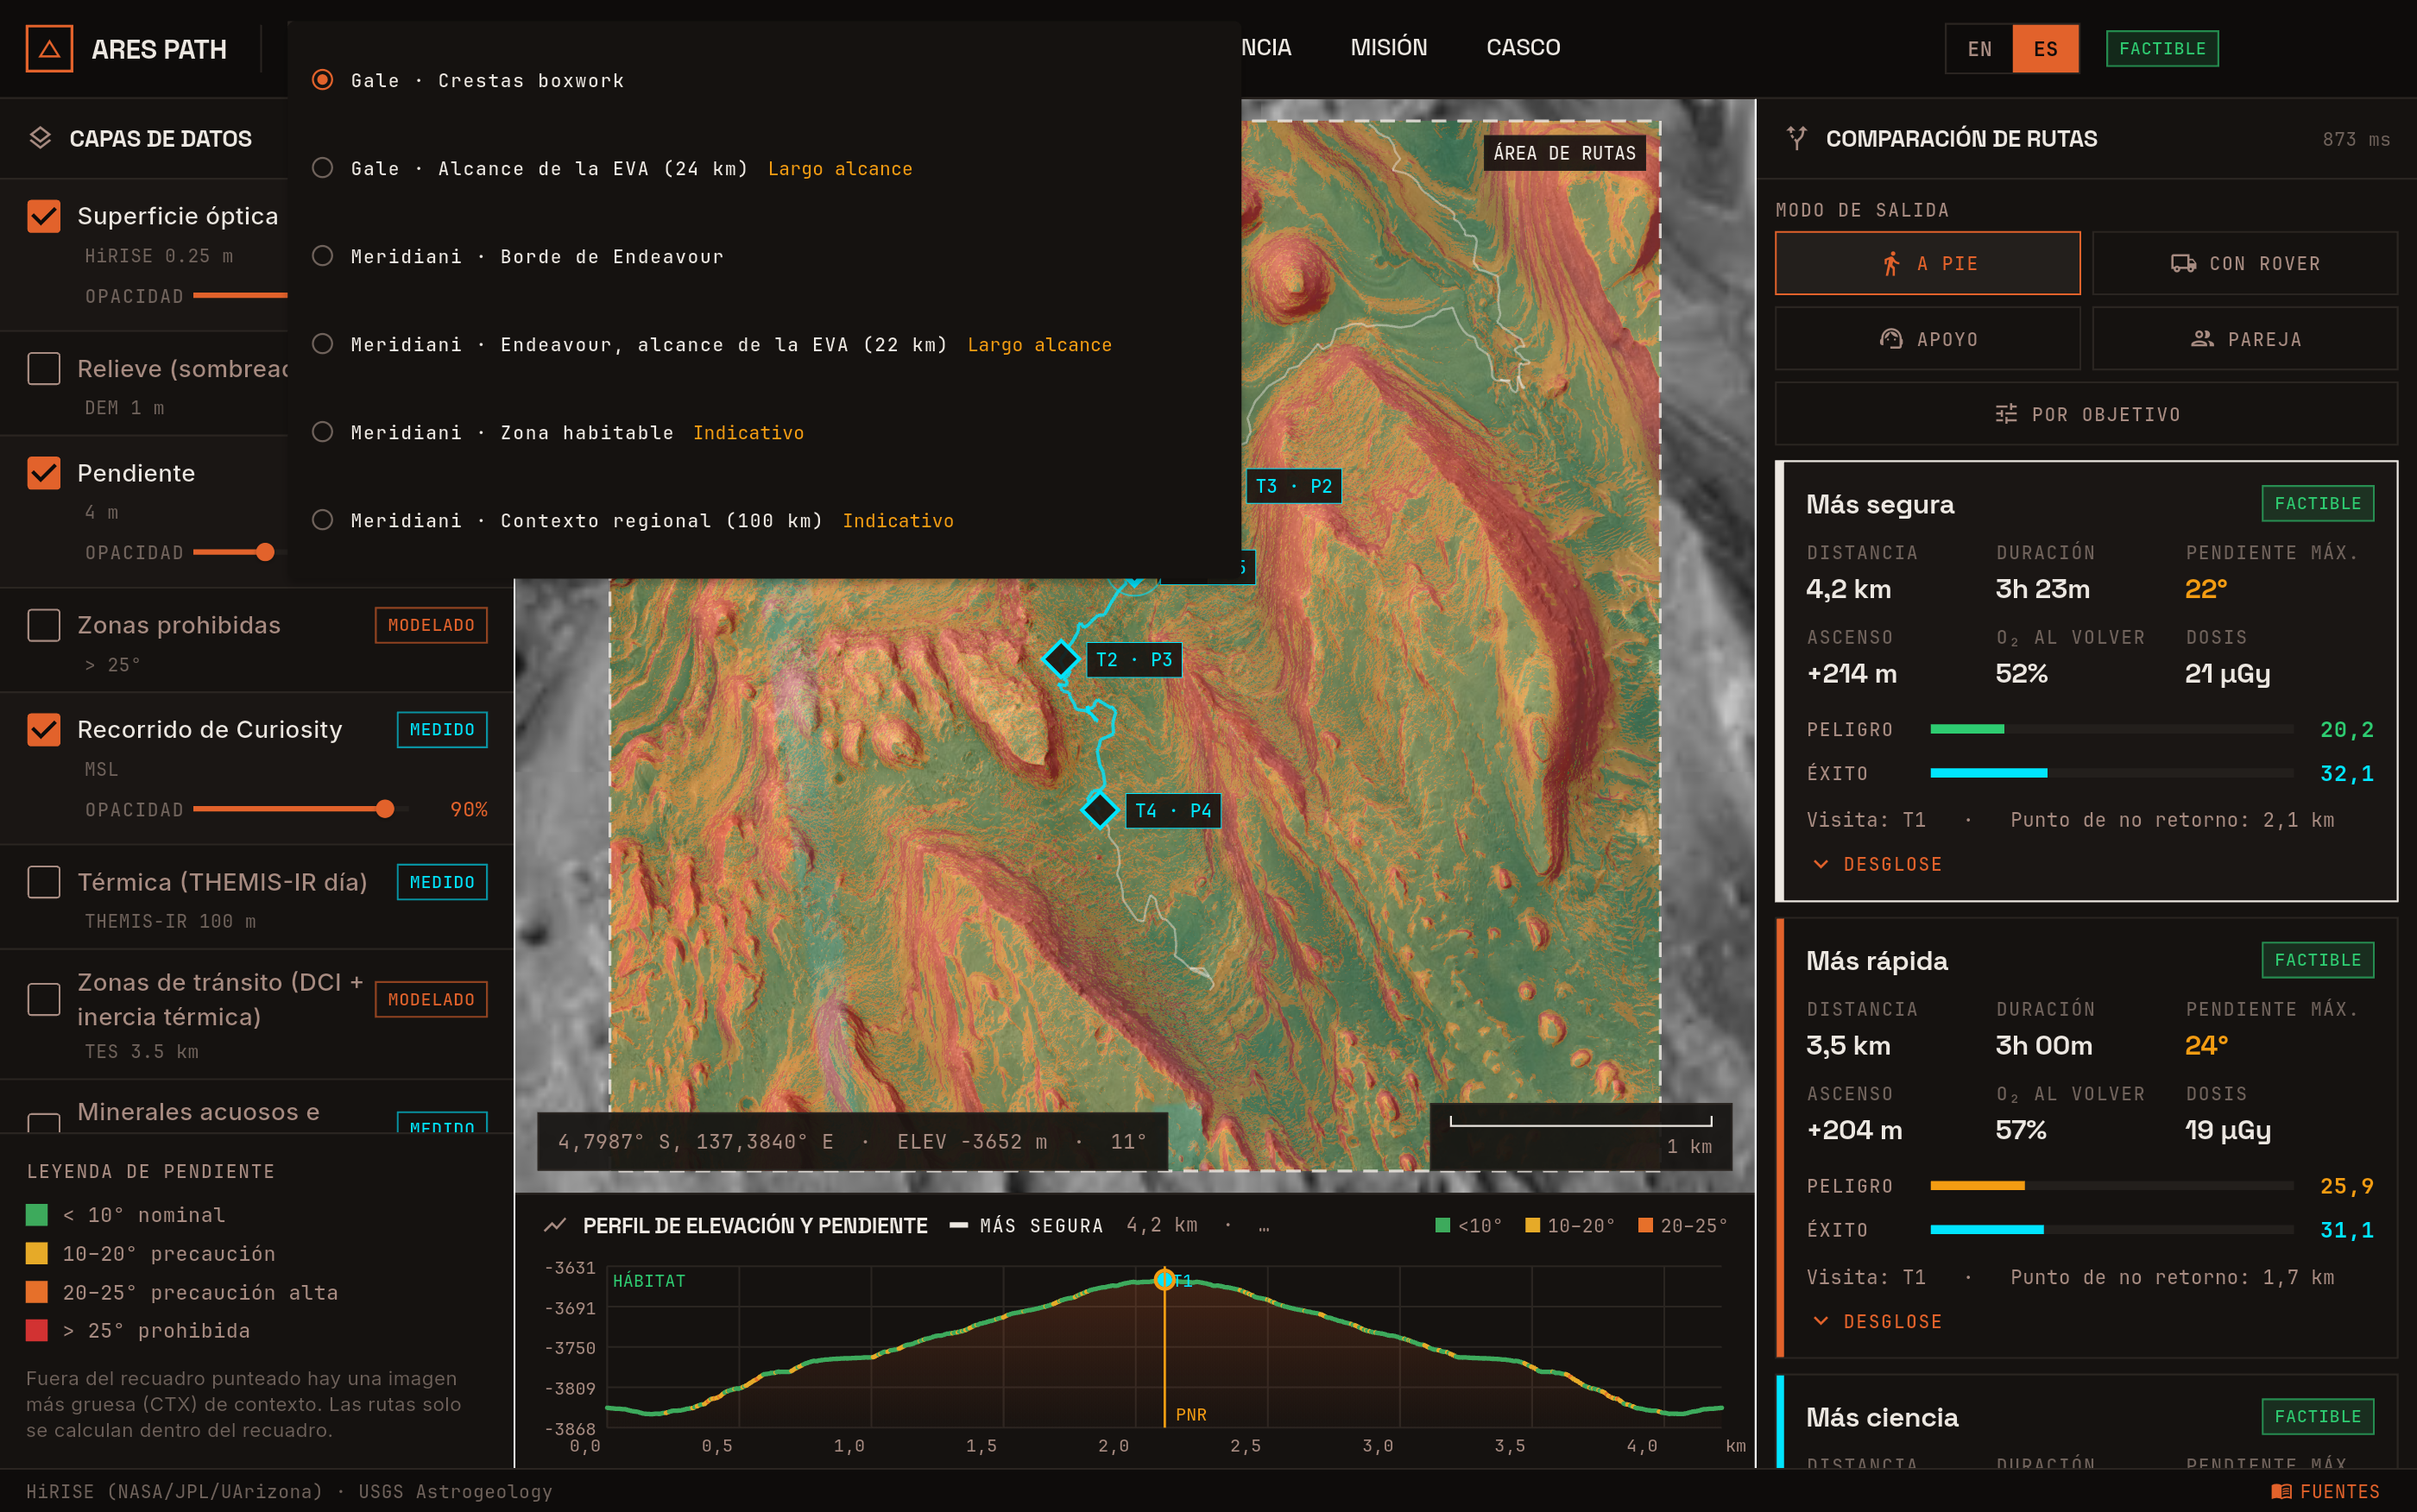 ARES PATH
NCIA
MISIÓN
CASCO
EN
ES
FACTIBLE
Gale · Crestas boxwork
Gale · Alcance de la EVA (24 km) Largo alcance
Meridiani · Borde de Endeavour
Meridiani · Endeavour, alcance de la EVA (22 km) Largo alcance
Meridiani · Zona habitable Indicativo
Meridiani · Contexto regional (100 km) Indicativo
CAPAS DE DATOS
Superficie óptica
HiRISE 0.25 m
OPACIDAD
Relieve (sombread
DEM 1 m
Pendiente
4 m
OPACIDAD
Zonas prohibidas
MODELADO
> 25°
Recorrido de Curiosity
MEDIDO
MSL
OPACIDAD
90%
Térmica (THEMIS-IR día)
MEDIDO
THEMIS-IR 100 m
Zonas de tránsito (DCI +
inercia térmica)
MODELADO
TES 3.5 km
Minerales acuosos e
MEDIDO
LEYENDA DE PENDIENTE
< 10° nominal
10–20° precaución
20–25° precaución alta
> 25° prohibida
Fuera del recuadro punteado hay una imagen
más gruesa (CTX) de contexto. Las rutas solo
se calculan dentro del recuadro.
ÁREA DE RUTAS
T3 · P2
5
T2 · P3
T4 · P4
4,7987° S, 137,3840° E · ELEV -3652 m · 11°
1 km
PERFIL DE ELEVACIÓN Y PENDIENTE
MÁS SEGURA
4,2 km · …
<10°
10–20°
20–25°
-3631
-3691
-3750
-3809
-3868
HÁBITAT
T1
PNR
0,0
0,5
1,0
1,5
2,0
2,5
3,0
3,5
4,0
km
COMPARACIÓN DE RUTAS
873 ms
MODO DE SALIDA
A PIE
CON ROVER
APOYO
PAREJA
POR OBJETIVO
Más segura
FACTIBLE
DISTANCIA
DURACIÓN
PENDIENTE MÁX.
4,2 km
3h 23m
22°
ASCENSO
O₂ AL VOLVER
DOSIS
+214 m
52%
21 µGy
PELIGRO
20,2
ÉXITO
32,1
Visita: T1 · Punto de no retorno: 2,1 km
DESGLOSE
Más rápida
FACTIBLE
DISTANCIA
DURACIÓN
PENDIENTE MÁX.
3,5 km
3h 00m
24°
ASCENSO
O₂ AL VOLVER
DOSIS
+204 m
57%
19 µGy
PELIGRO
25,9
ÉXITO
31,1
Visita: T1 · Punto de no retorno: 1,7 km
DESGLOSE
Más ciencia
FACTIBLE
DISTANCIA
DURACIÓN
PENDIENTE MÁX.
HiRISE (NASA/JPL/UArizona) · USGS Astrogeology
FUENTES